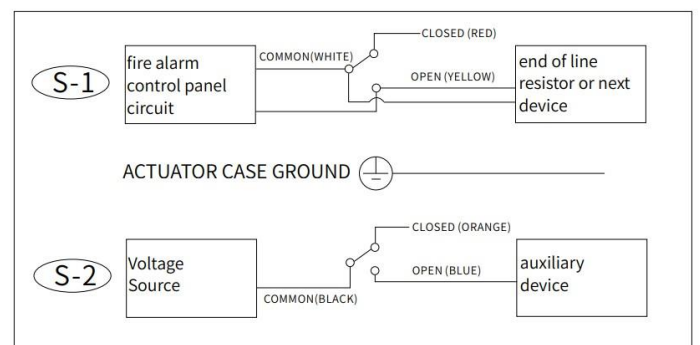 CLOSED (RED)
S-1
fire alarm
control panel
circuit
COMMON(WHITE)
OPEN (YELLOW)
end of line
resistor or next
device
ACTUATOR CASE GROUND
CLOSED (ORANGE)
S-2
Voltage
Source
COMMON(BLACK)
OPEN (BLUE)
auxiliary
device